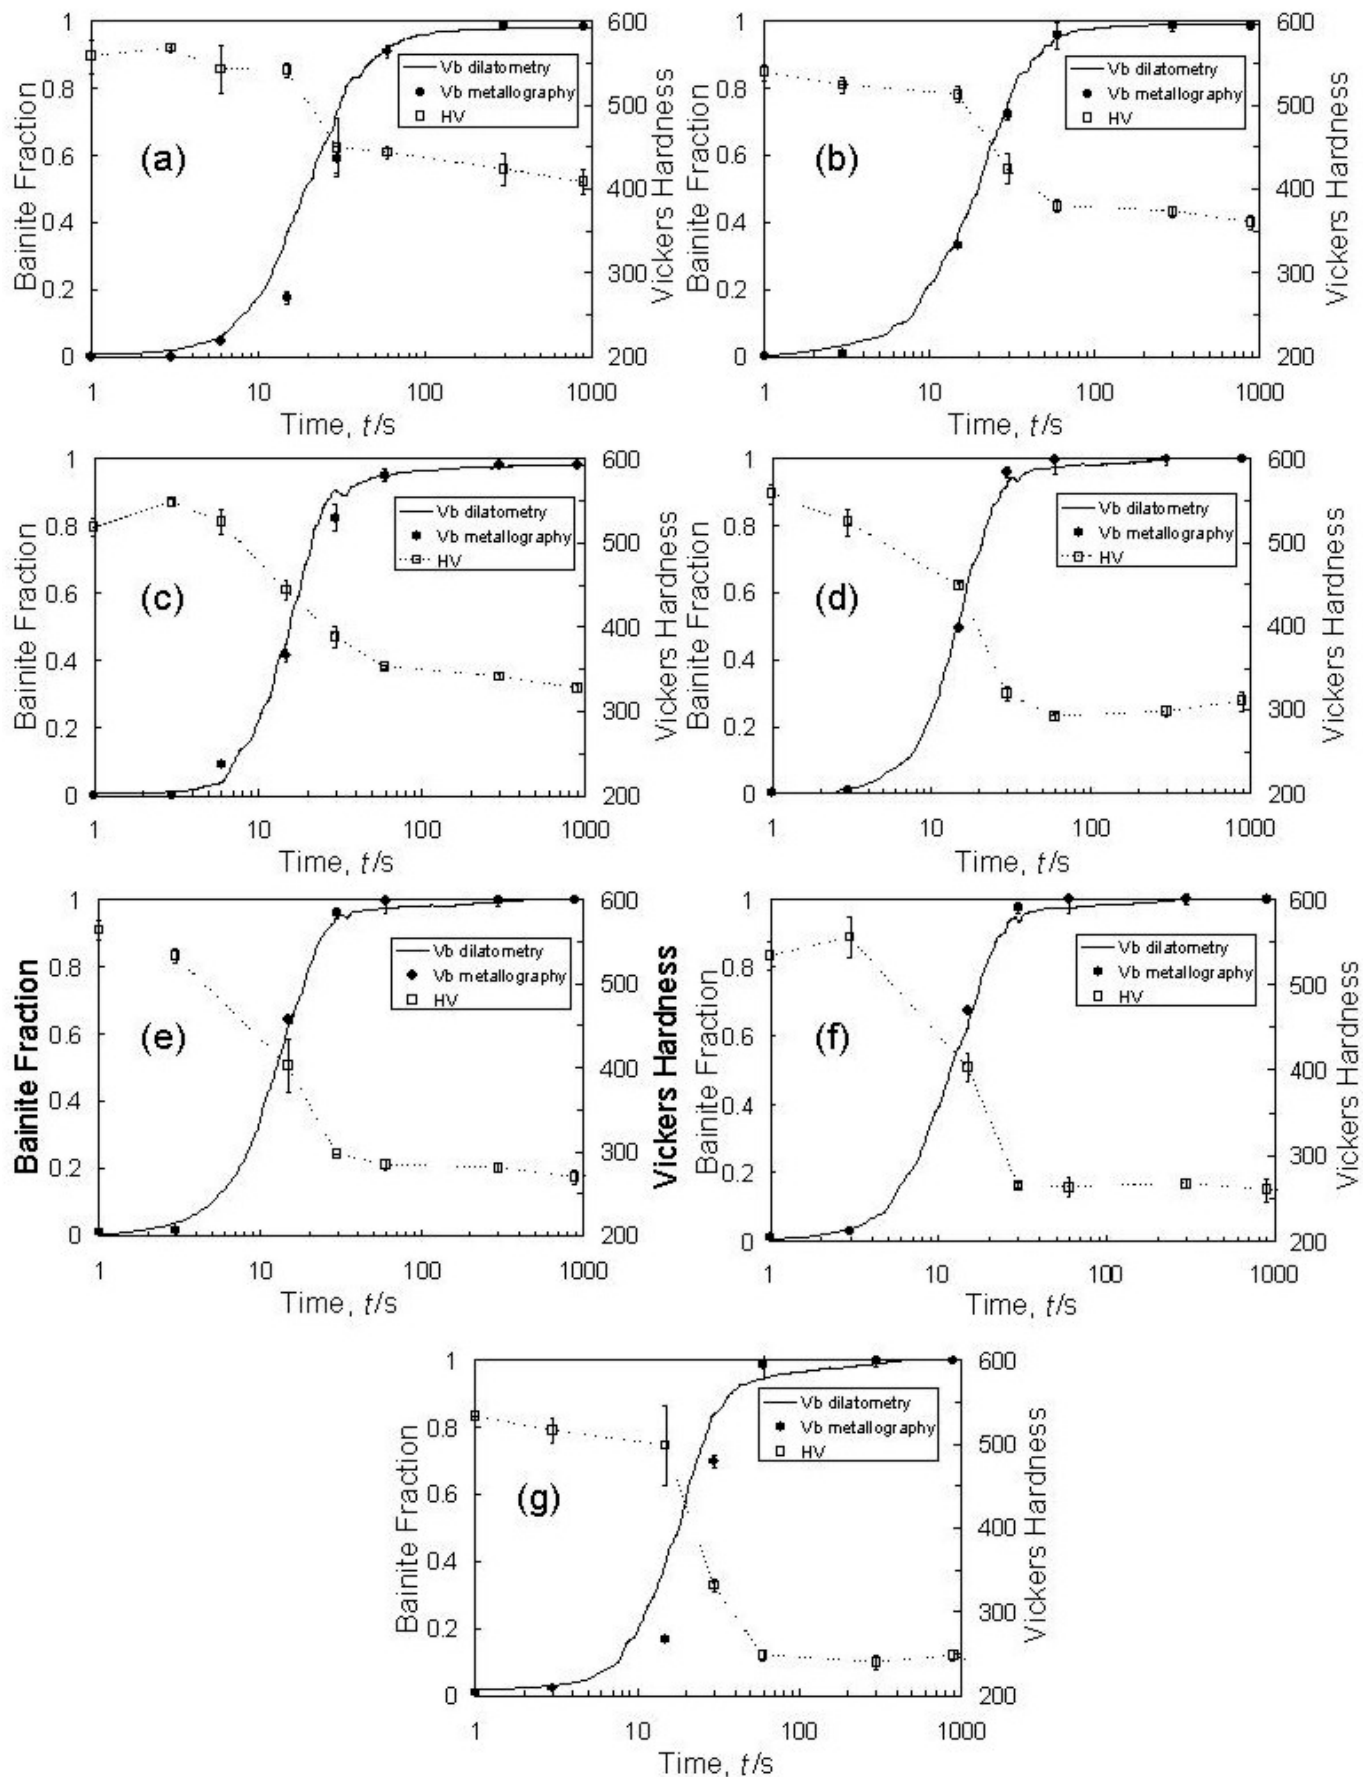 1
0.8
0.6
0.4
0.2
0
Bainite Fraction
Vb dilatometry
Vb metallography
HV
(a)
600
500
400
300
200
Vickers Hardness
1
10
100
1000
Time, t/s
1
0.8
0.6
0.4
0.2
0
Bainite Fraction
Vb dilatometry
Vb metallography
HV
(b)
600
500
400
300
200
Vickers Hardness
1
10
100
1000
Time, t/s
1
0.8
0.6
0.4
0.2
0
Bainite Fraction
Vb dilatometry
Vb metallography
HV
(c)
600
500
400
300
200
Vickers Hardness
1
10
100
1000
Time, t/s
1
0.8
0.6
0.4
0.2
0
Bainite Fraction
Vb dilatometry
Vb metallography
HV
(d)
600
500
400
300
200
Vickers Hardness
1
10
100
1000
Time, t/s
1
0.8
0.6
0.4
0.2
0
Bainite Fraction
Vb dilatometry
Vb metallography
HV
(e)
600
500
400
300
200
Vickers Hardness
1
10
100
1000
Time, t/s
1
0.8
0.6
0.4
0.2
0
Bainite Fraction
Vb dilatometry
Vb metallography
HV
(f)
600
500
400
300
200
Vickers Hardness
1
10
100
1000
Time, t/s
1
0.8
0.6
0.4
0.2
0
Bainite Fraction
Vb dilatometry
Vb metallography
HV
(g)
600
500
400
300
200
Vickers Hardness
1
10
100
1000
Time, t/s